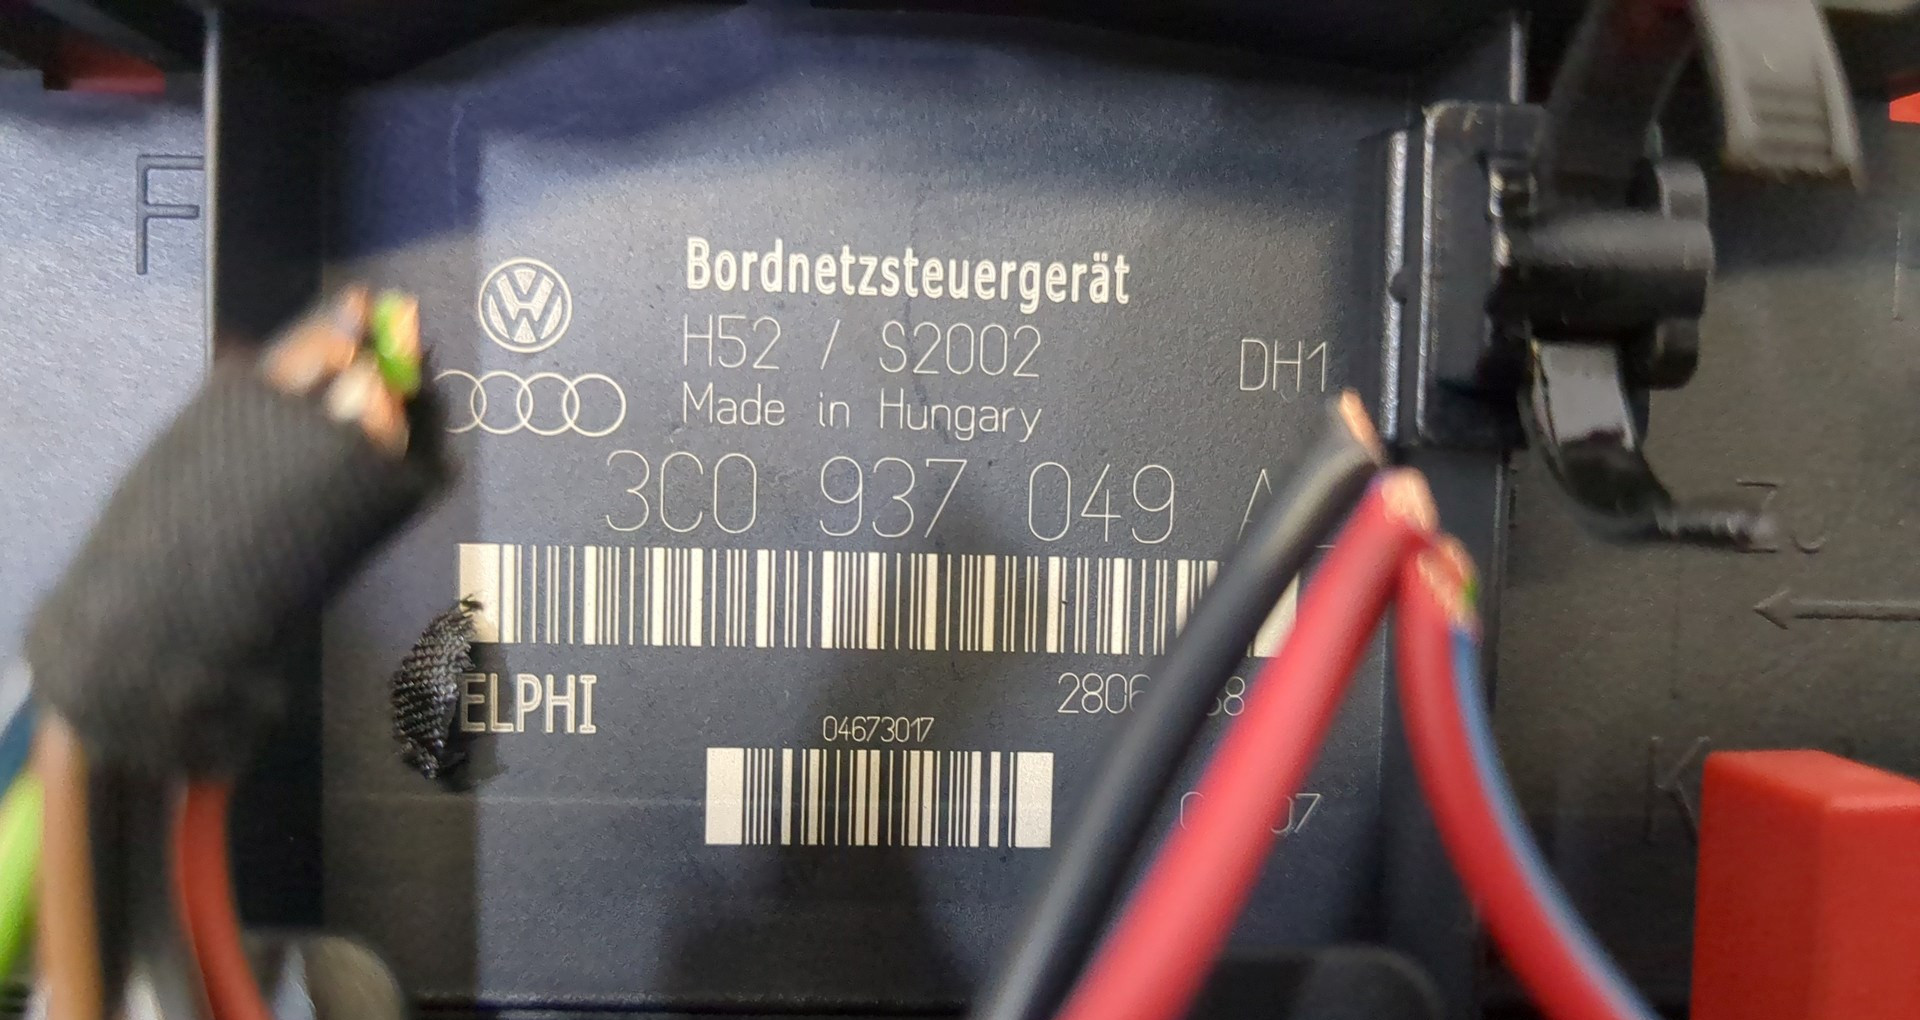 F
Bordnetzsteuergerät
H52 / S2002
DH1
Made in Hungary
3C0 937 049
ELPHI
04673017
K